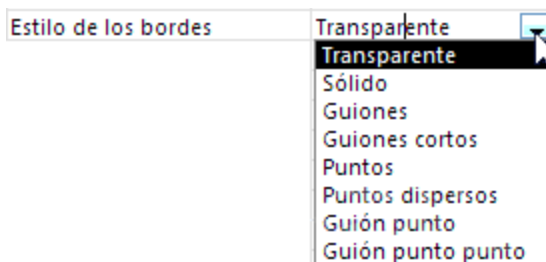 Estilo de los bordes Transparente
Transparente
Sólido
Guiones
Guiones cortos
Puntos
Puntos dispersos
Guión punto
Guión punto punto